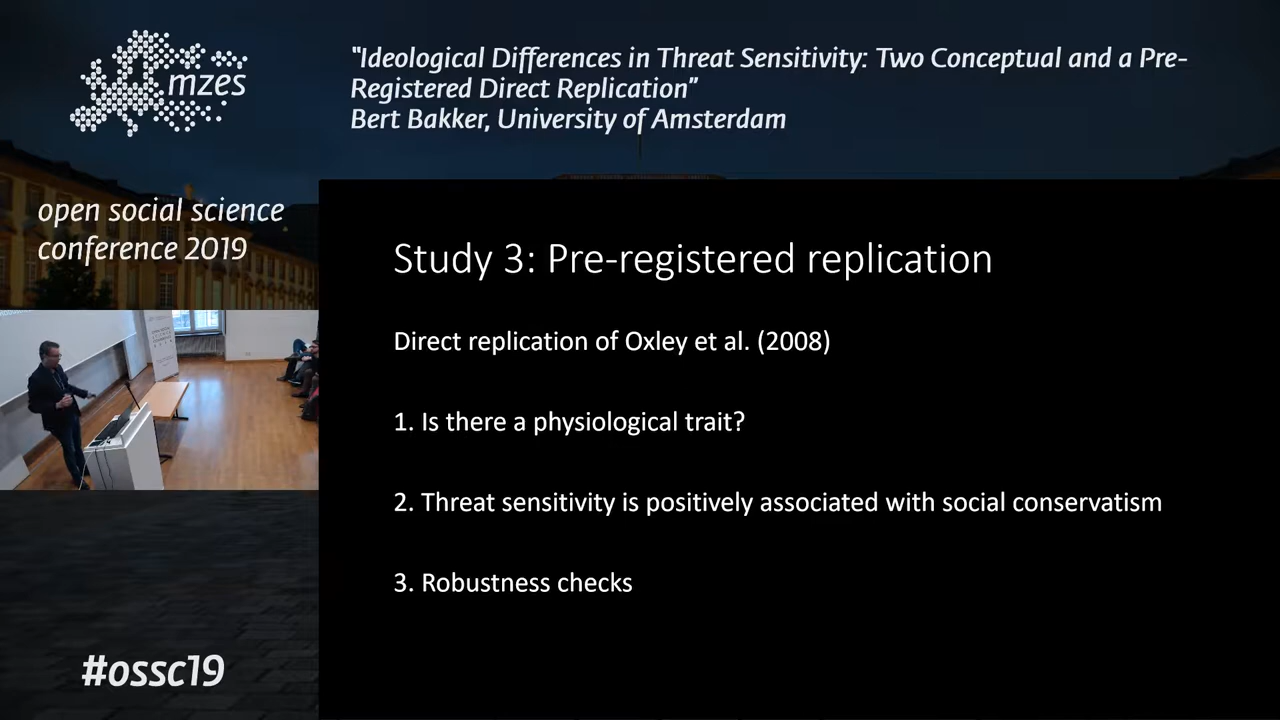 mzes
"Ideological Differences in Threat Sensitivity: Two Conceptual and a Pre-
Registered Direct Replication"
Bert Bakker, University of Amsterdam
open social science
conference 2019
Study 3: Pre-registered replication
Direct replication of Oxley et al. (2008)
1. Is there a physiological trait?
2. Threat sensitivity is positively associated with social conservatism
3. Robustness checks
#ossc19